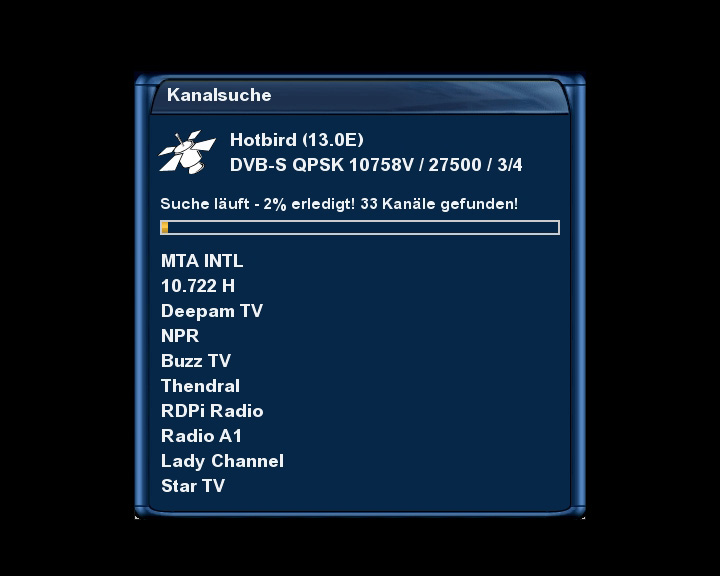 Kanalsuche
Hotbird (13.0E)
DVB-S QPSK 10758V / 27500 / 3/4
Suche läuft - 2% erledigt! 33 Kanäle gefunden!
MTA INTL
10.722 H
Deepam TV
NPR
Buzz TV
Thendral
RDPi Radio
Radio A1
Lady Channel
Star TV